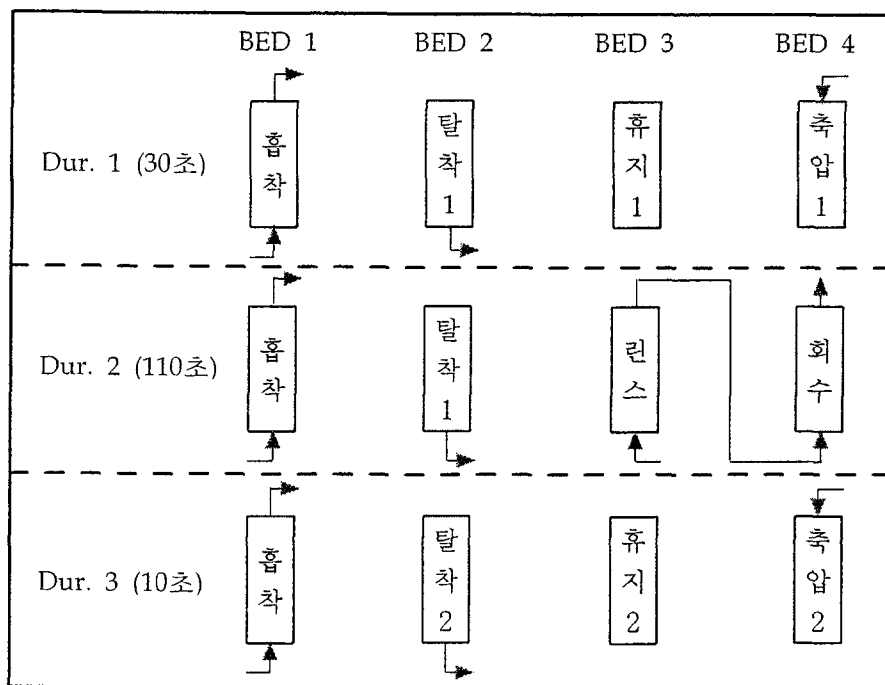 BED 1 BED 2 BED 3 BED 4
Dur. 1 (30초) 흡착 탈착1 휴지1 축압1
Dur. 2 (110초) 흡착 탈착1 린스 회수
Dur. 3 (10초) 흡착 탈착2 휴지2 축압2